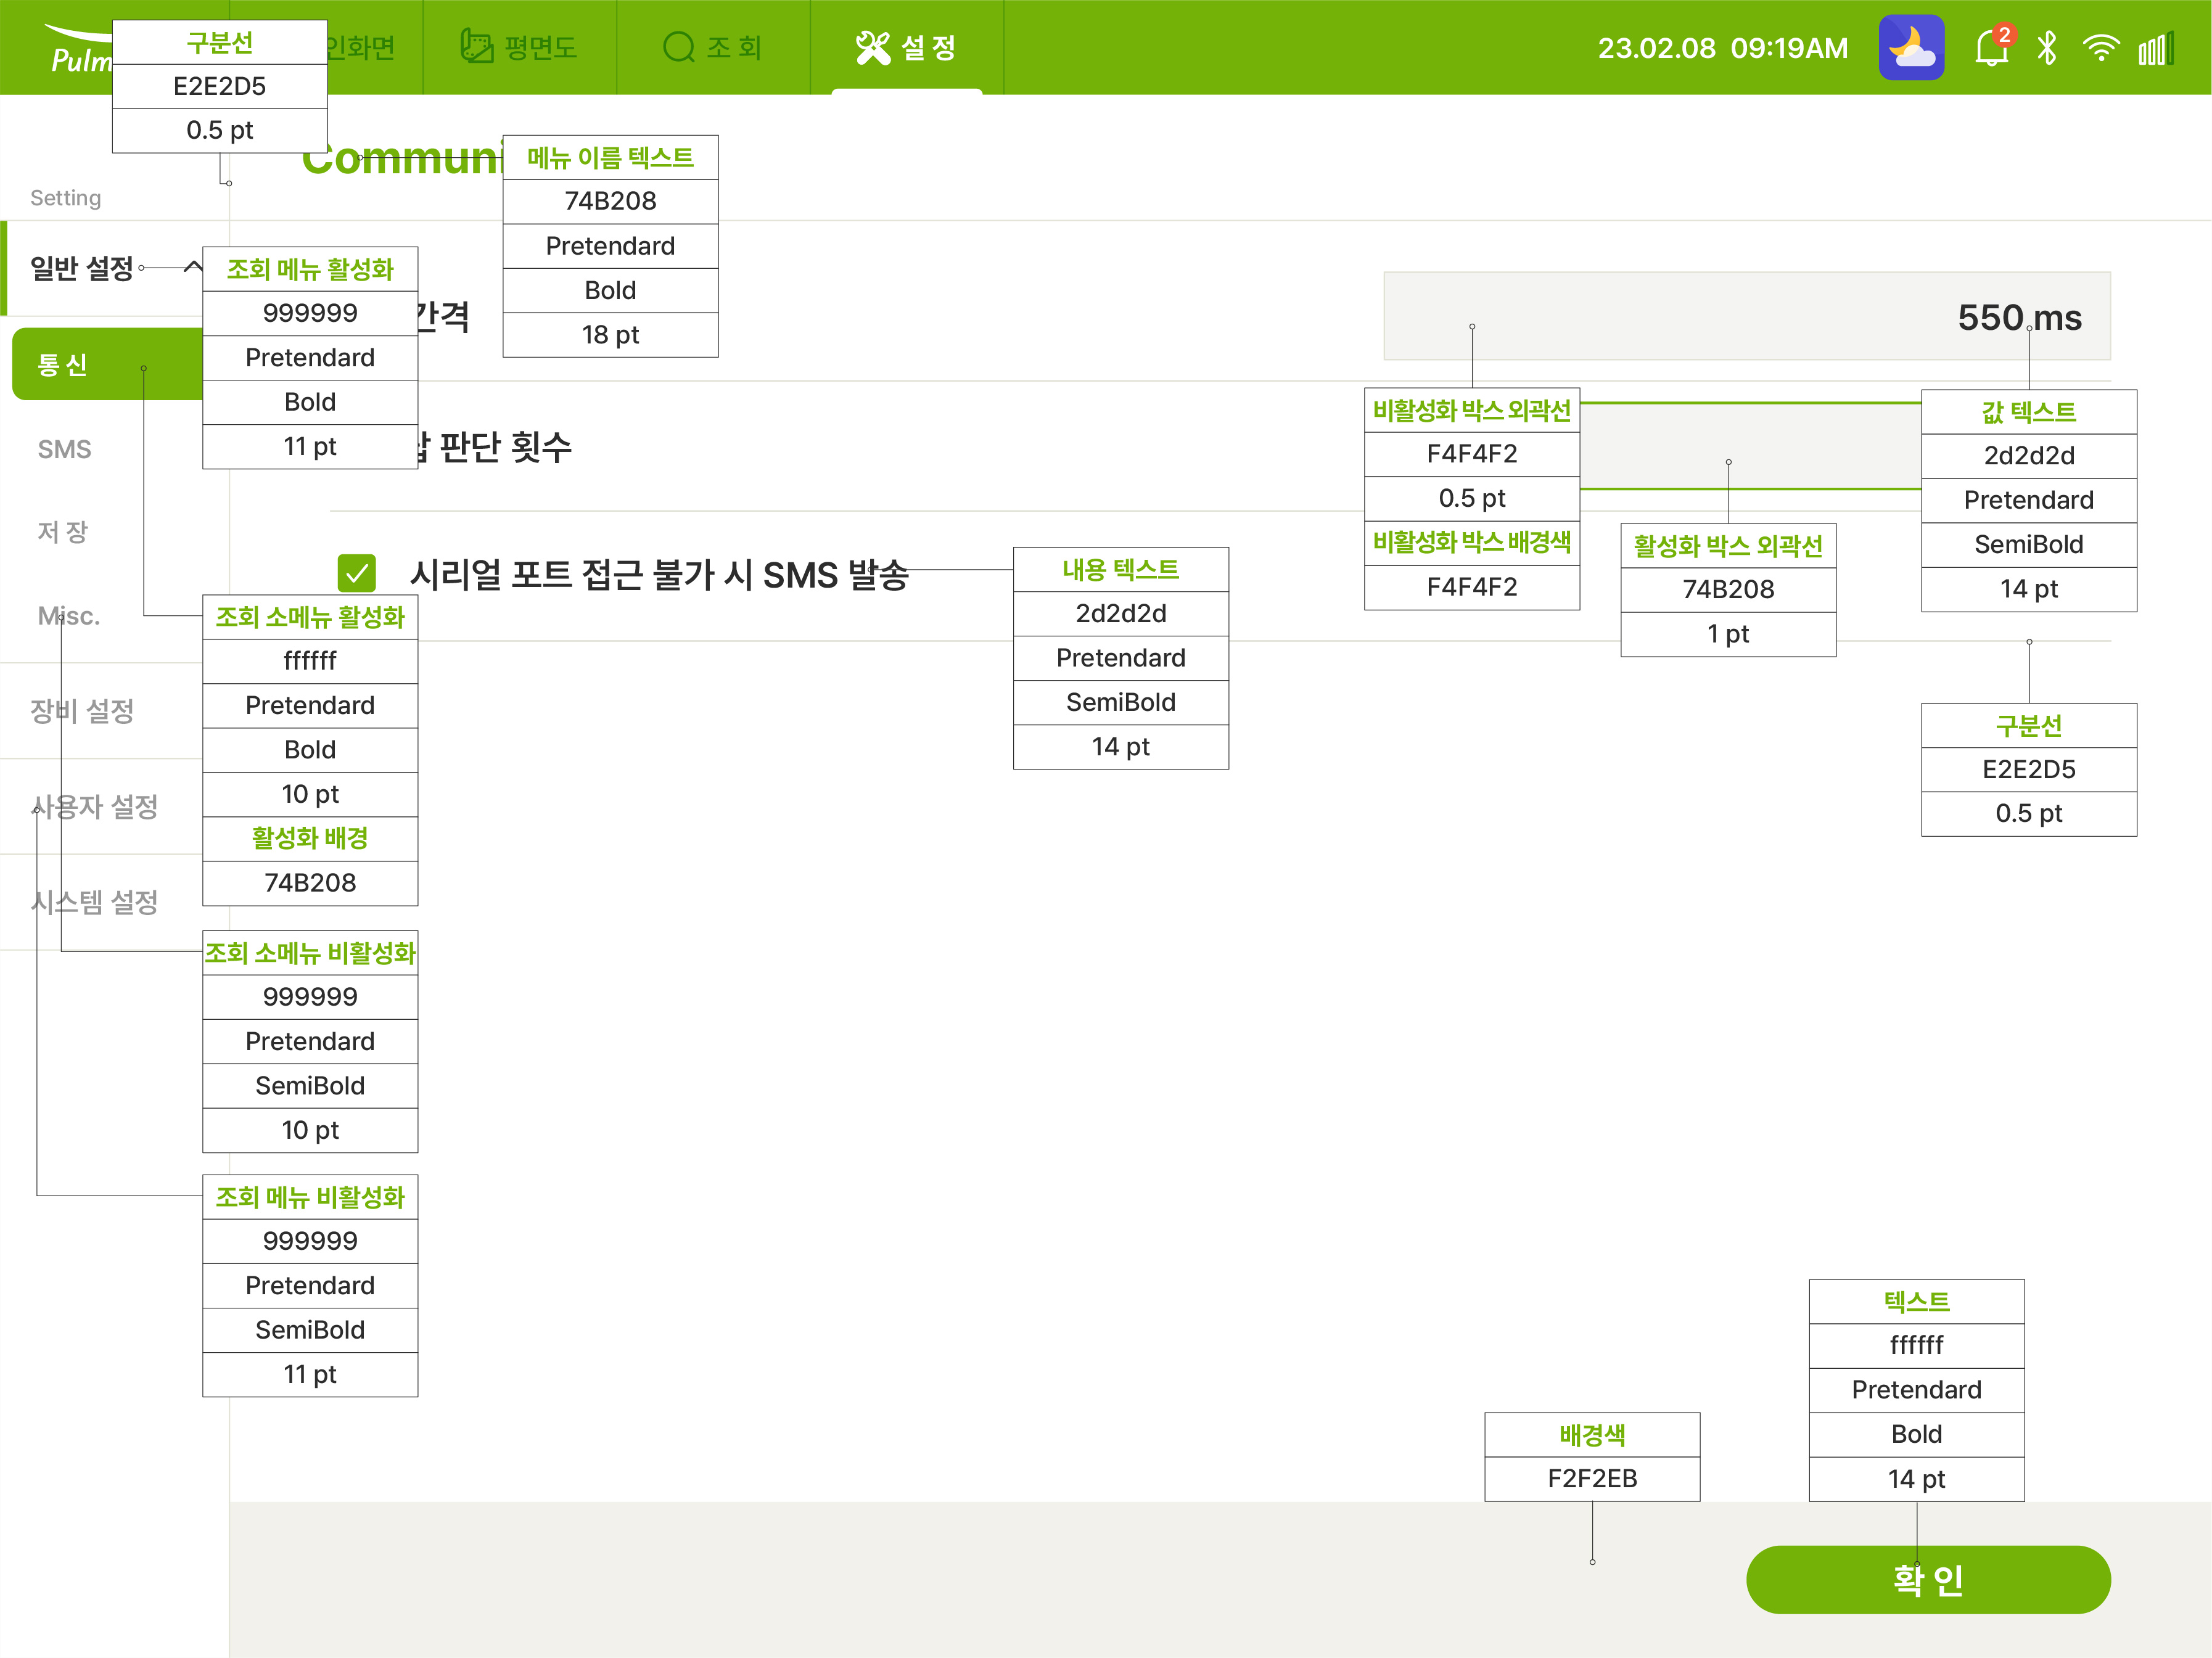 구분선
E2E2D5
0.5 pt
인화면
평면도
조 회
설 정
23.02.08 09:19AM
2
메뉴 이름 텍스트
74B208
Pretendard
Bold
18 pt
Setting
일반 설정
통 신
SMS
저 장
Misc.
장비 설정
사용자 설정
시스템 설정
조회 메뉴 활성화
999999
Pretendard
Bold
11 pt
간격
550 ms
판단 횟수
시리얼 포트 접근 불가 시 SMS 발송
조회 소메뉴 활성화
ffffff
Pretendard
Bold
10 pt
활성화 배경
74B208
조회 소메뉴 비활성화
999999
Pretendard
SemiBold
10 pt
조회 메뉴 비활성화
999999
Pretendard
SemiBold
11 pt
내용 텍스트
2d2d2d
Pretendard
SemiBold
14 pt
비활성화 박스 외곽선
F4F4F2
0.5 pt
비활성화 박스 배경색
F4F4F2
활성화 박스 외곽선
74B208
1 pt
값 텍스트
2d2d2d
Pretendard
SemiBold
14 pt
구분선
E2E2D5
0.5 pt
배경색
F2F2EB
텍스트
ffffff
Pretendard
Bold
14 pt
확 인